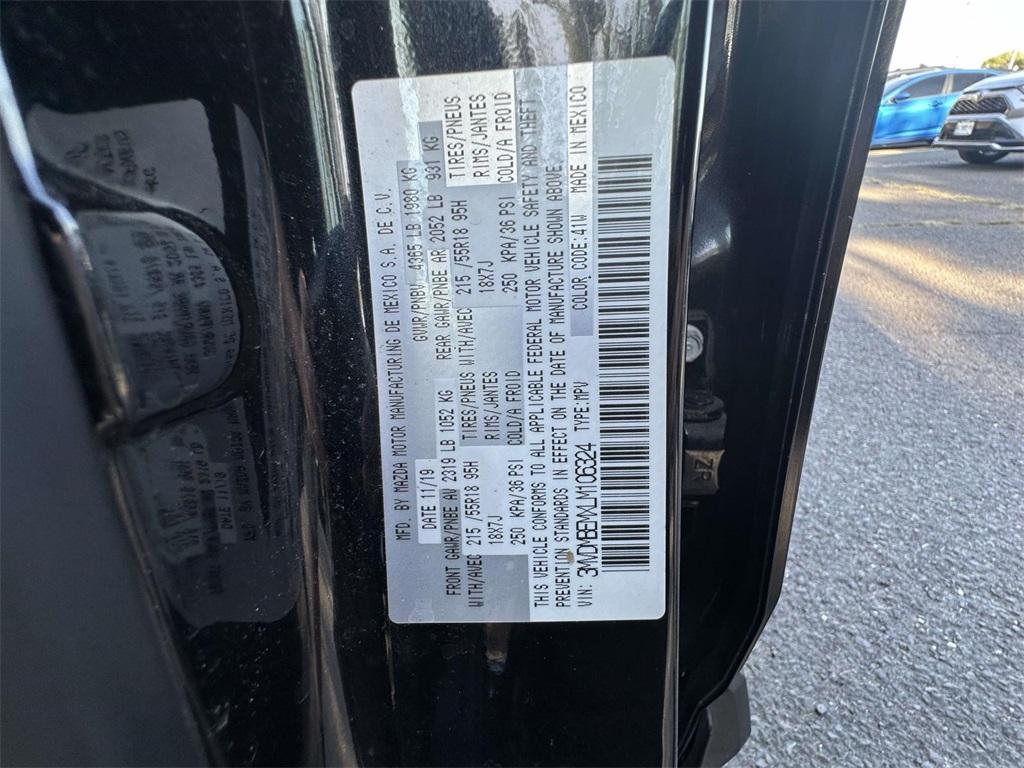 MFD. BY MAZDA MOTOR MANUFACTURING DE MEXICO S.A. DE C.V.
DATE 11/19 GVWR/PNBV 4365 LB 1980 KG
FRONT GAWR/PNBE AV 2319 LB 1052 KG REAR GAWR/PNBE AR 2052 LB 931 KG
WITH/AVEC 215 /55R18 95H TIRES/PNEUS WITH/AVEC 215 /55R18 95H TIRES/PNEUS
18X7J RIMS/JANTES 18X7J RIMS/JANTES
250 KPA/36 PSI COLD/A FROID 250 KPA/36 PSI COLD/A FROID
THIS VEHICLE CONFORMS TO ALL APPLICABLE FEDERAL MOTOR VEHICLE SAFETY AND THEFT
PREVENTION STANDARDS IN EFFECT ON THE DATE OF MANUFACTURE SHOWN ABOVE.
VIN: 3MVDMBEMXLM106324 TYPE:MPV COLOR: CODE:41W MADE IN MEXICO
ZR